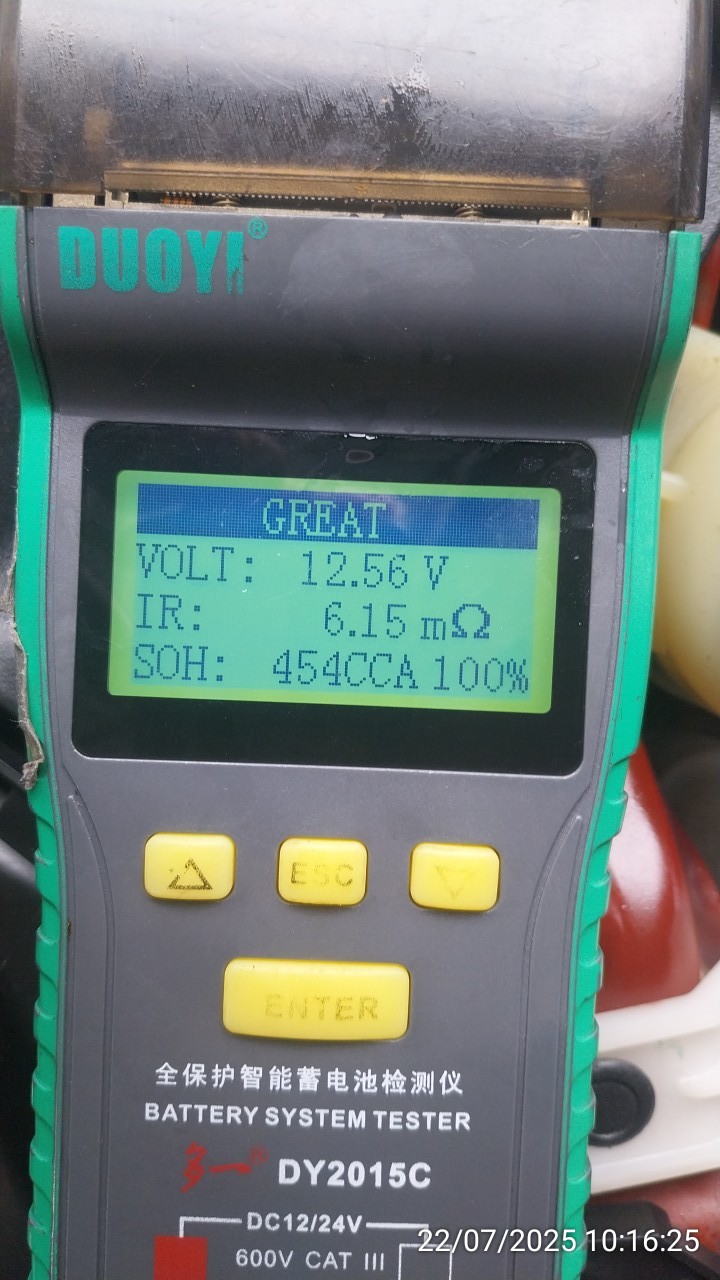 DUOYI®
GREAT
VOLT: 12.56 V
IR: 6.15 mΩ
SOH: 454CCA 100%
ESC
ENTER
全保护智能蓄电池检测仪
BATTERY SYSTEM TESTER
多一® DY2015C
DC12/24V
600V CAT III
22/07/2025 10:16:25